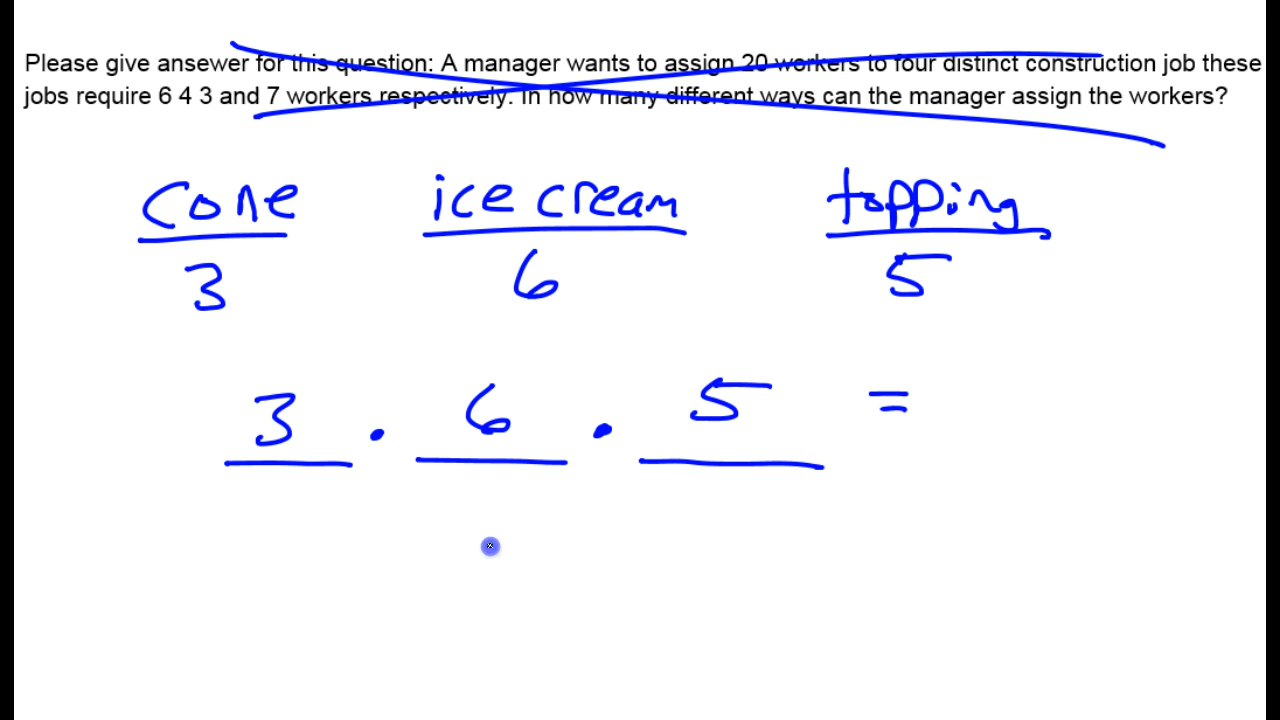 Please give ansewer for this question: A manager wants to assign 20 workers to four distinct construction job these
jobs require 6 4 3 and 7 workers respectively. In how many different ways can the manager assign the workers?
cone ice cream topping
3 6 5
3 . 6 . 5 =